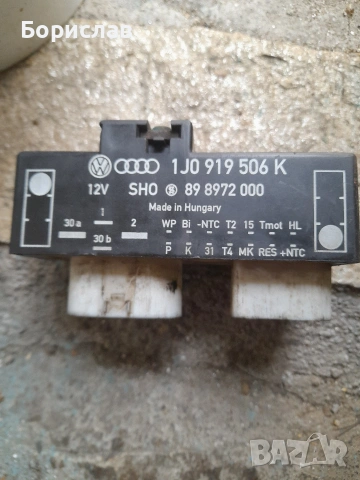 Борислав
1J0 919 506 K
12V SHO S 89 8972 000
Made in Hungary
1
30a 2 WP Bi -NTC T2 15 Tmot HL
30b P K 31 T4 MK RES +NTC
BAZAR